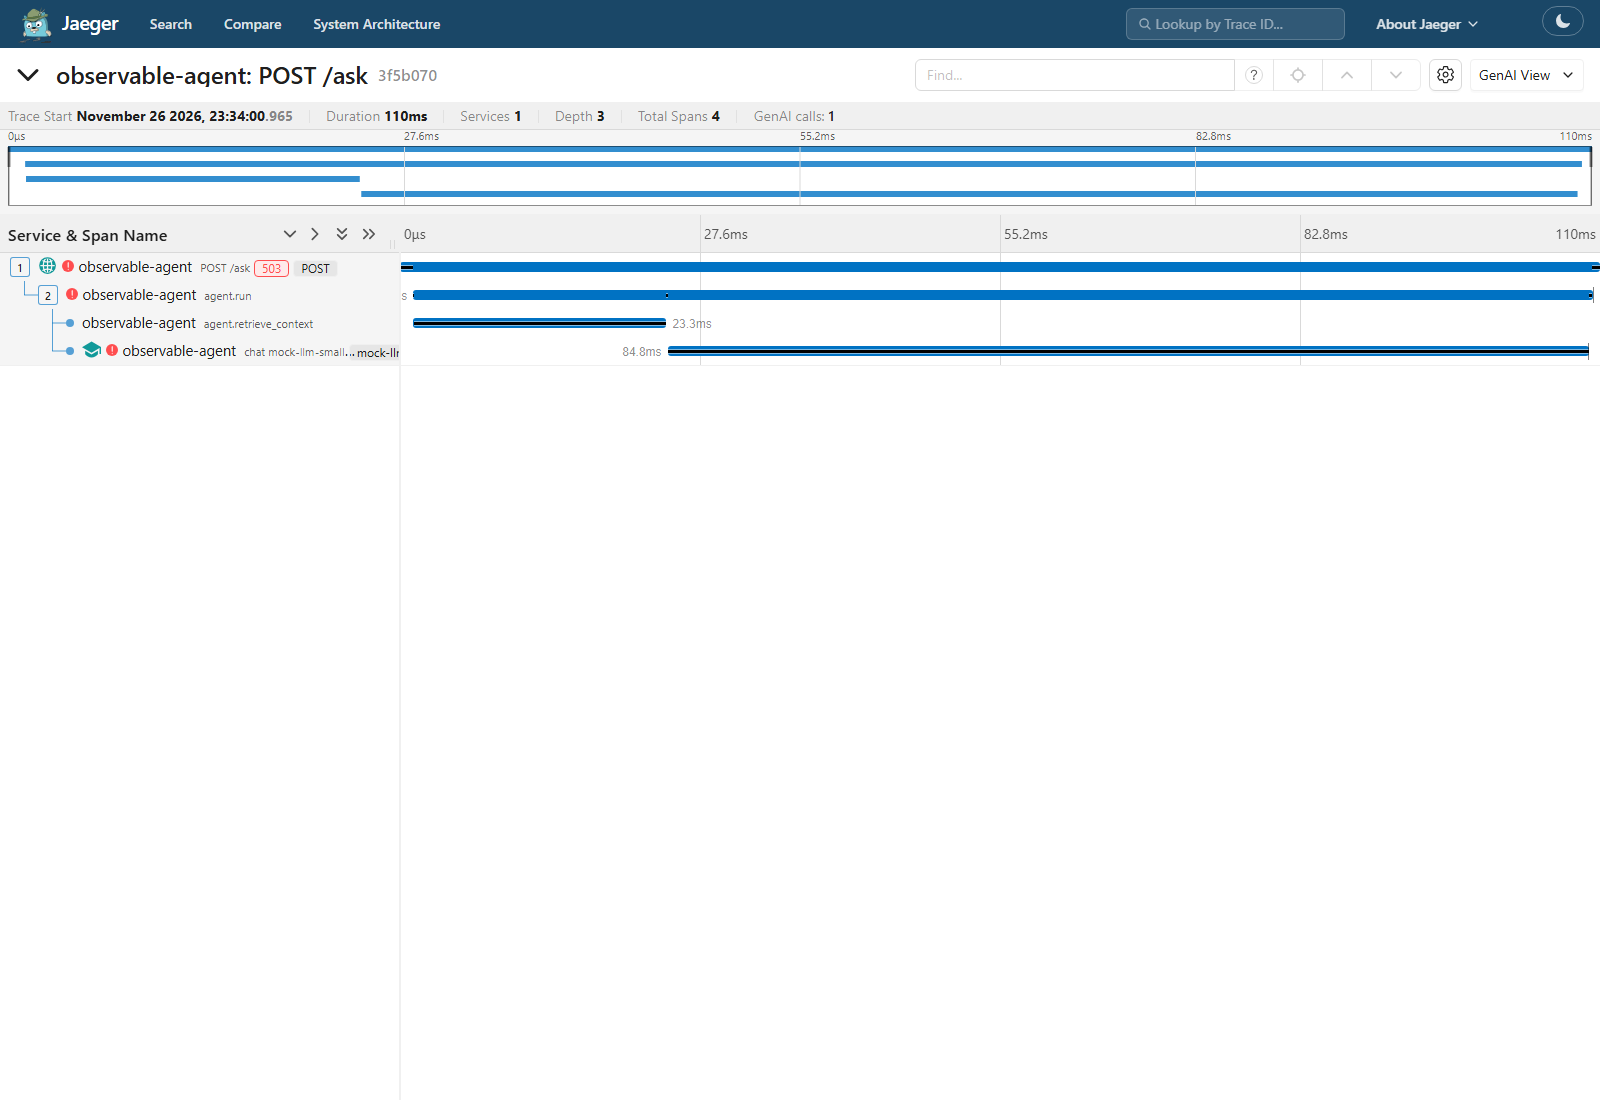 Jaeger Search Compare System Architecture Lookup by Trace ID... About Jaeger
observable-agent: POST /ask 3f5b070 Find... ? GenAI View
Trace Start November 26 2026, 23:34:00.965 Duration 110ms Services 1 Depth 3 Total Spans 4 GenAI calls: 1
0μs 27.6ms 55.2ms 82.8ms 110ms
Service & Span Name 0μs 27.6ms 55.2ms 82.8ms 110ms
1 observable-agent POST /ask 503 POST
2 observable-agent agent.run s
observable-agent agent.retrieve_context 23.3ms
observable-agent chat mock-llm-small... mock-llm 84.8ms